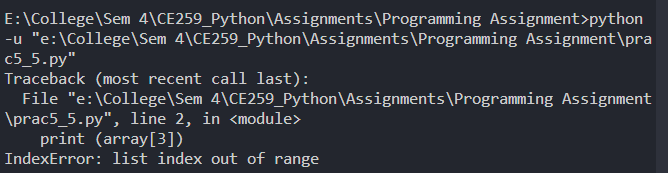 E:\College\Sem 4\CE259_Python\Assignments\Programming Assignment>python
-u "e:\College\Sem 4\CE259_Python\Assignments\Programming Assignment\pra
c5_5.py"
Traceback (most recent call last):
  File "e:\College\Sem 4\CE259_Python\Assignments\Programming Assignment
\prac5_5.py", line 2, in <module>
    print (array[3])
IndexError: list index out of range